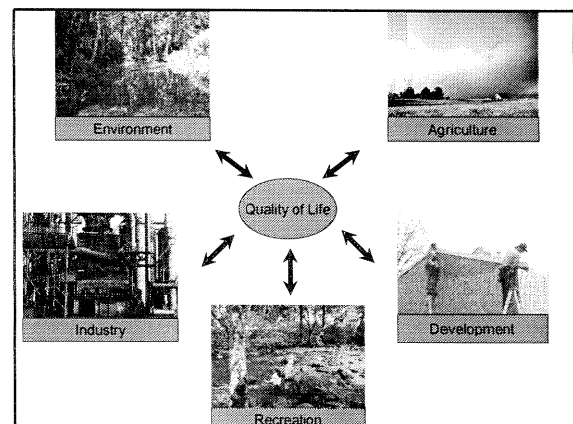 Environment
Agriculture
Quality of Life
Industry
Development
Recreation